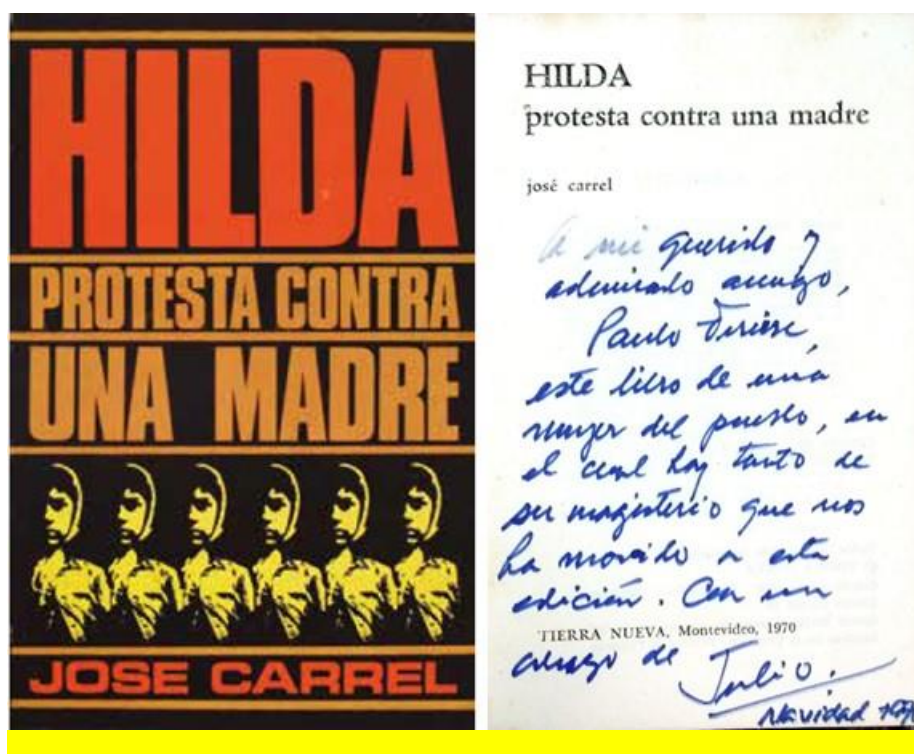 HILDA
PROTESTA CONTRA
UNA MADRE
JOSE CARREL
HILDA
protesta contra una madre
josé carrel
A mi querido y
admirado amigo,
Paulo Freire,
este libro de una
mujer del pueblo, en
el cual hay tanto de
su magisterio que nos
ha movido a esta
edición. Con un
TIERRA NUEVA, Montevideo, 1970
abrazo de Julio.
Navidad